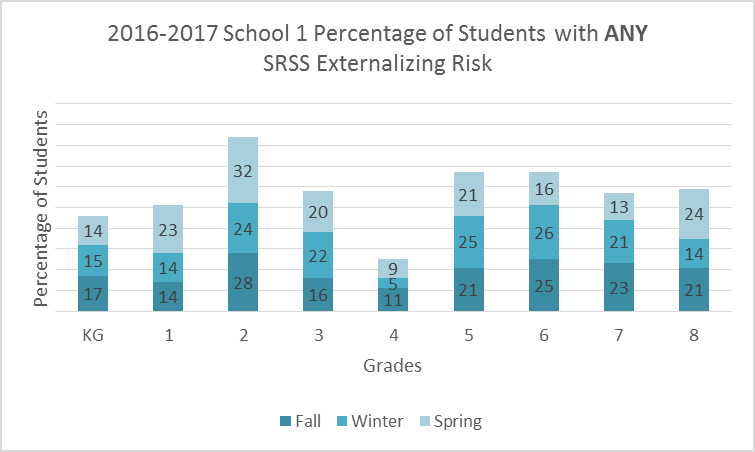 2016-2017 School 1 Percentage of Students with ANY
SRSS Externalizing Risk
Percentage of Students
14 23 32 20 9 21 16 13 24
15 14 24 22 5 25 26 21 14
17 14 28 16 11 21 25 23 21
KG 1 2 3 4 5 6 7 8
Grades
Fall Winter Spring